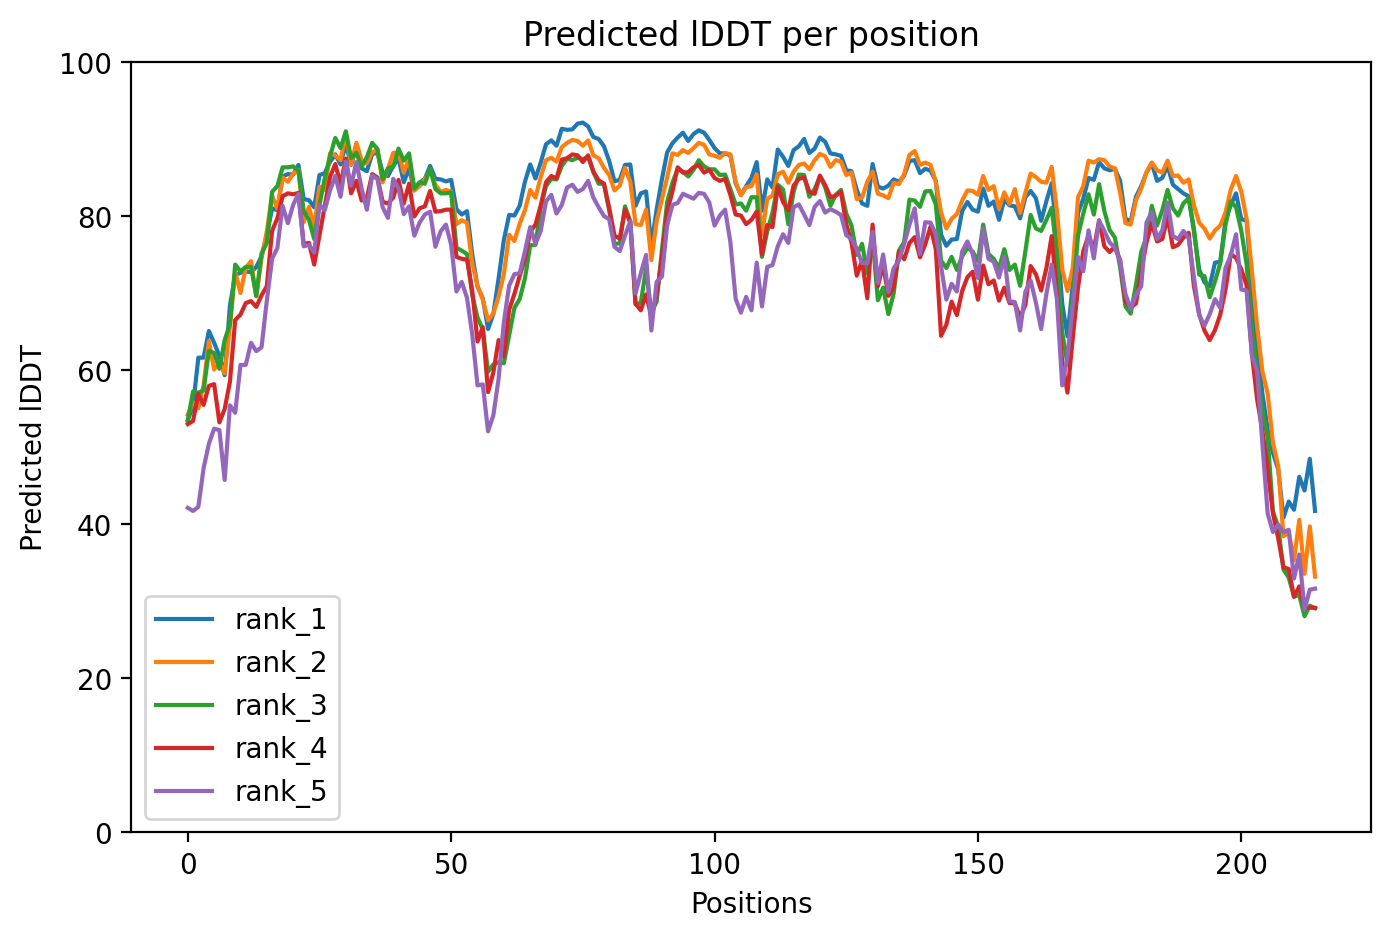 Predicted lDDT per position
100
80
60
40
20
0
Predicted lDDT
rank_1
rank_2
rank_3
rank_4
rank_5
0 50 100 150 200
Positions